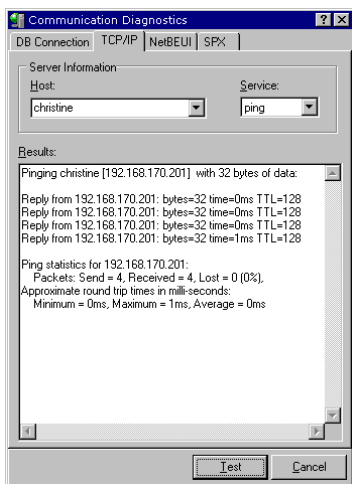 Communication Diagnostics
DB Connection TCP/IP NetBEUI SPX
Server Information
Host: Service:
christine ping
Results:
Pinging christine [192.168.170.201] with 32 bytes of data:
Reply from 192.168.170.201: bytes=32 time=0ms TTL=128
Reply from 192.168.170.201: bytes=32 time=0ms TTL=128
Reply from 192.168.170.201: bytes=32 time=0ms TTL=128
Reply from 192.168.170.201: bytes=32 time=1ms TTL=128
Ping statistics for 192.168.170.201:
Packets: Send = 4, Received = 4, Lost = 0 (0%),
Approximate round trip times in milli-seconds:
Minimum = 0ms, Maximum = 1ms, Average = 0ms
Test Cancel